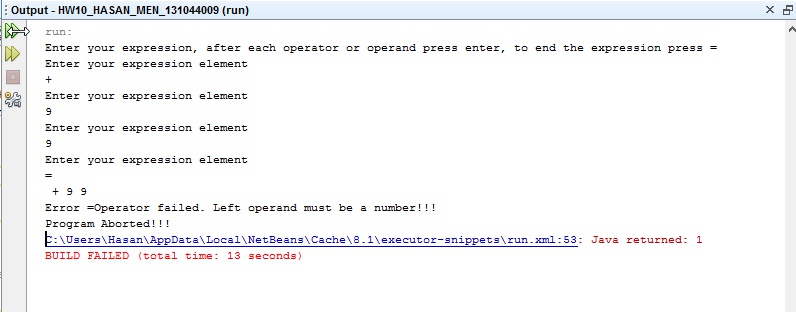 Output - HW10_HASAN_MEN_131044009 (run)
run:
Enter your expression, after each operator or operand press enter, to end the expression press =
Enter your expression element
+
Enter your expression element
9
Enter your expression element
9
Enter your expression element
=
+ 9 9
Error =Operator failed. Left operand must be a number!!!
Program Aborted!!!
C:\Users\Hasan\AppData\Local\NetBeans\Cache\8.1\executor-snippets\run.xml:53: Java returned: 1
BUILD FAILED (total time: 13 seconds)